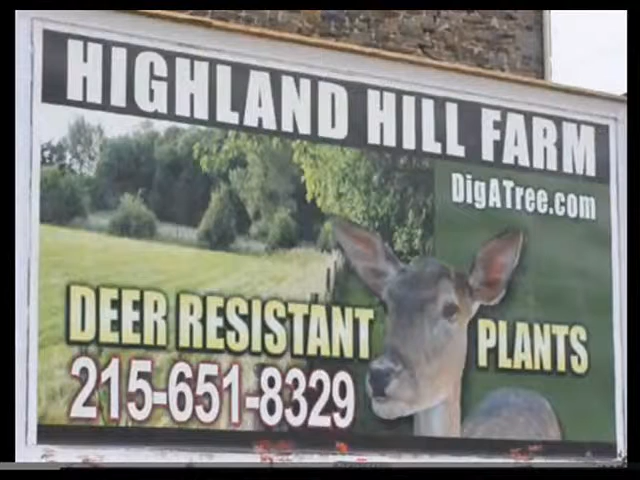 HIGHLAND HILL FARM
DigATree.com
DEER RESISTANT PLANTS
215-651-8329